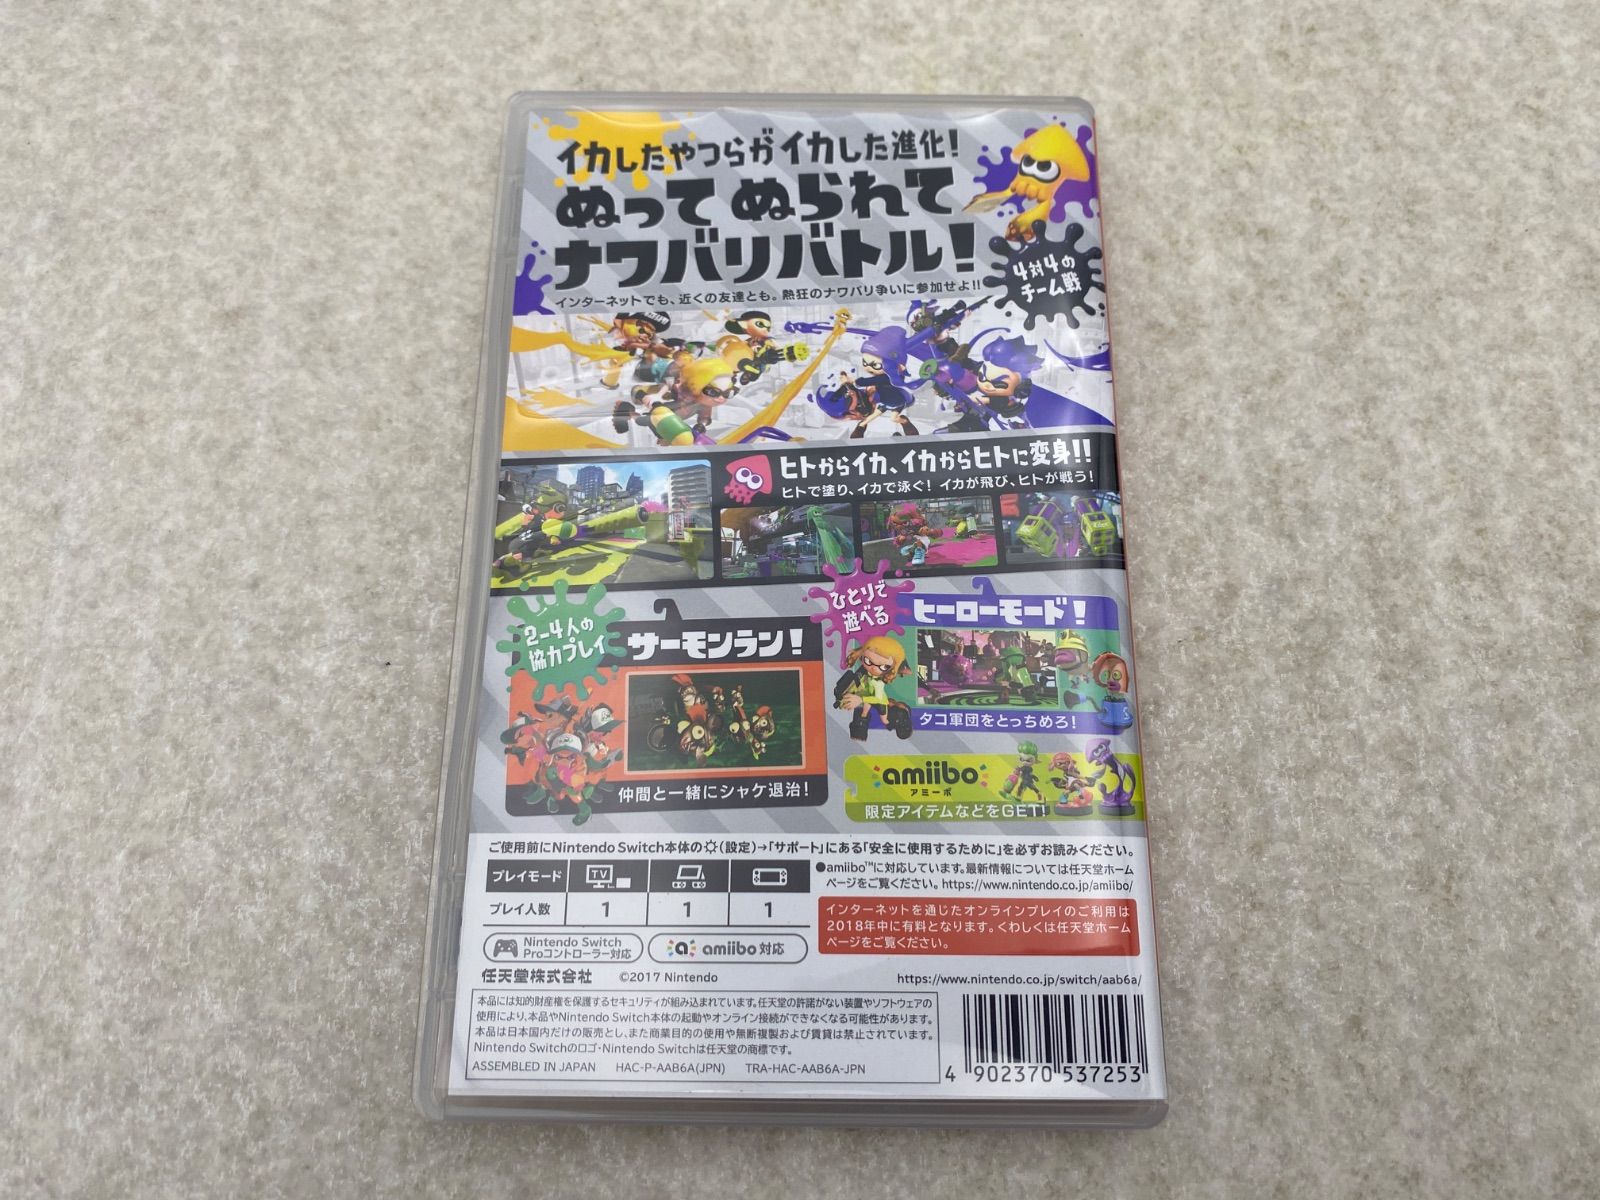 イカしたやつらがイカした進化!
ぬって ぬられて
ナワバリバトル!
インターネットでも、近くの友達とも。熱狂のナワバリ争いに参加せよ!!
4対4の
チーム戦
ヒトからイカ、イカからヒトに変身!!
ヒトで塗り、イカで泳ぐ! イカが飛び、ヒトが戦う!
2-4人の
協力プレイ
サーモンラン!
仲間と一緒にシャケ退治!
ひとりで
遊べる
ヒーローモード!
タコ軍団をとっちめろ!
amiibo
アミーボ
限定アイテムなどをGET!
ご使用前にNintendo Switch本体の(設定)→「サポート」にある「安全に使用するために」を必ずお読みください。
プレイモード TV
プレイ人数 1 1 1
●amiibo™に対応しています。最新情報については任天堂ホーム
ページをご覧ください。https://www.nintendo.co.jp/amiibo/
インターネットを通じたオンラインプレイのご利用は
2018年中に有料となります。くわしくは任天堂ホーム
ページをご覧ください。
Nintendo Switch
Proコントローラー対応
amiibo 対応
任天堂株式会社 ©2017 Nintendo
https://www.nintendo.co.jp/switch/aab6a/
本品には知的財産権を保護するセキュリティが組み込まれています。任天堂の許諾がない装置やソフトウェアの
使用により、本品やNintendo Switch本体の起動やオンライン接続ができなくなる可能性があります。
本品は日本国内だけの販売とし、また商業目的の使用や無断複製および賃貸は禁止されています。
Nintendo Switchのロゴ・Nintendo Switchは任天堂の商標です。
ASSEMBLED IN JAPAN HAC-P-AAB6A(JPN) TRA-HAC-AAB6A-JPN
4 902370 537253